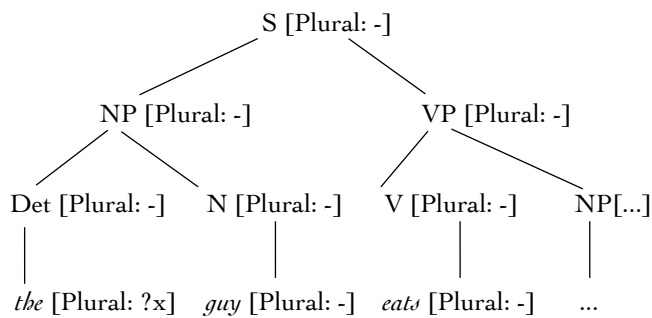 S [Plural: -]
NP [Plural: -] VP [Plural: -]
Det [Plural: -] N [Plural: -] V [Plural: -] NP[...]
the [Plural: ?x] guy [Plural: -] eats [Plural: -] ...